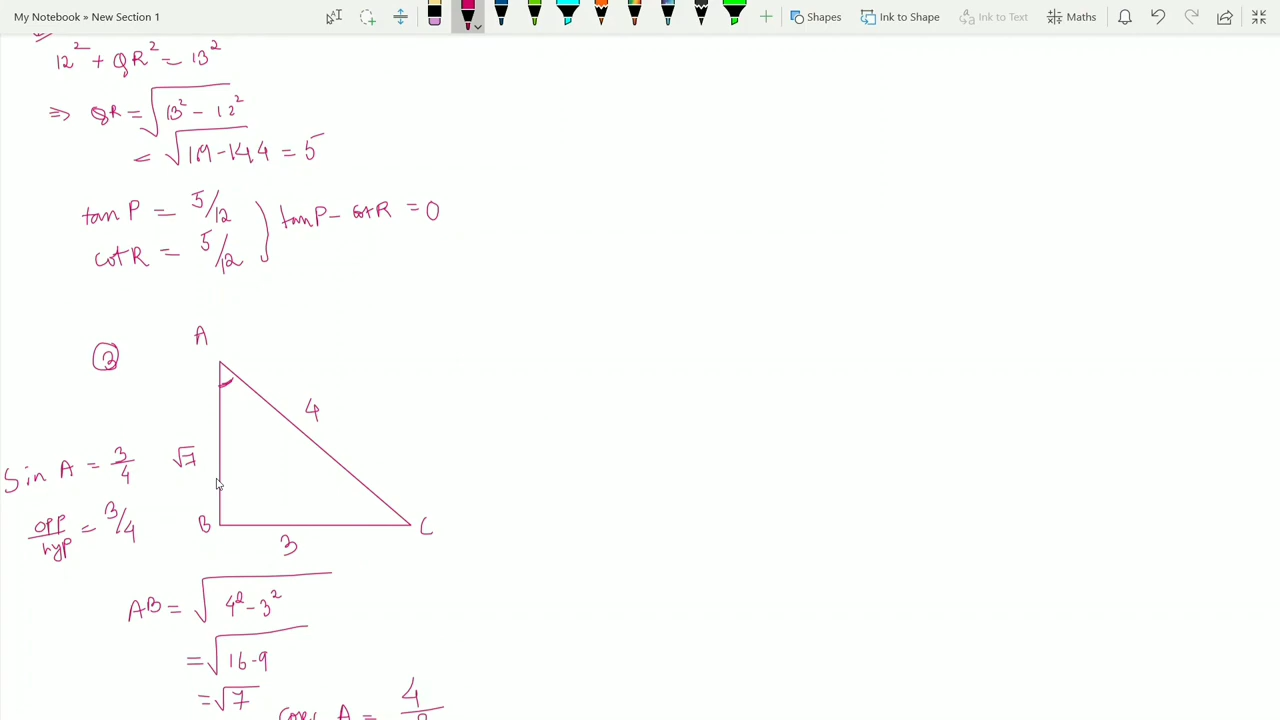 My Notebook » New Section 1
Shapes
Ink to Shape
Ink to Text
Maths
12² + QR² = 13²
⇒ QR = √13² - 12²
= √169-144 = 5
tan P = 5/12
tan P - cot R = 0
cot R = 5/12
3
A
4
Sin A = 3/4
√7
opp/hyp = 3/4
B
C
3
AB = √4² - 3²
= √16-9
= √7
A = 4